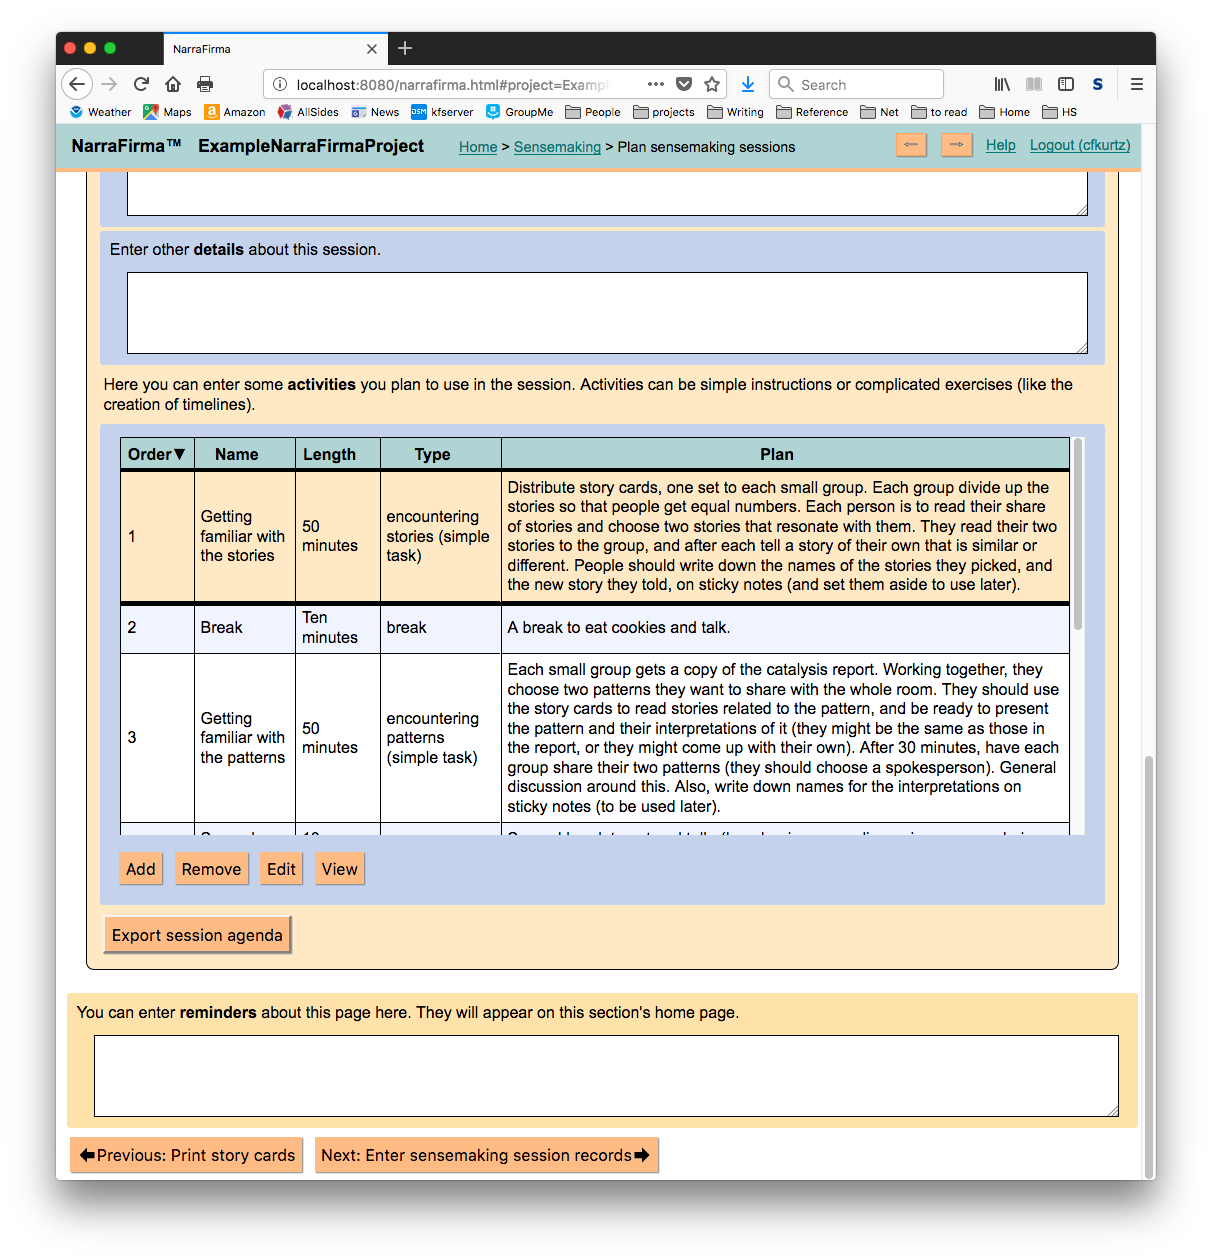 NarraFirma
localhost:8080/narrafirma.html#project=Exampl
Search
S
Weather Maps Amazon AllSides News kfserver GroupMe People projects Writing Reference Net to read Home HS
NarraFirma™ ExampleNarraFirmaProject Home > Sensemaking > Plan sensemaking sessions Help Logout (cfkurtz)
Enter other details about this session.
Here you can enter some activities you plan to use in the session. Activities can be simple instructions or complicated exercises (like the
creation of timelines).
Order▼ Name Length Type Plan
1
Getting
familiar with
the stories
50
minutes
encountering
stories (simple
task)
Distribute story cards, one set to each small group. Each group divide up the
stories so that people get equal numbers. Each person is to read their share
of stories and choose two stories that resonate with them. They read their two
stories to the group, and after each tell a story of their own that is similar or
different. People should write down the names of the stories they picked, and
the new story they told, on sticky notes (and set them aside to use later).
2
Break
Ten
minutes
break
A break to eat cookies and talk.
3
Getting
familiar with
the patterns
50
minutes
encountering
patterns
(simple task)
Each small group gets a copy of the catalysis report. Working together, they
choose two patterns they want to share with the whole room. They should use
the story cards to read stories related to the pattern, and be ready to present
the pattern and their interpretations of it (they might be the same as those in
the report, or they might come up with their own). After 30 minutes, have each
group share their two patterns (they should choose a spokesperson). General
discussion around this. Also, write down names for the interpretations on
sticky notes (to be used later).
Add Remove Edit View
Export session agenda
You can enter reminders about this page here. They will appear on this section's home page.
Previous: Print story cards Next: Enter sensemaking session records